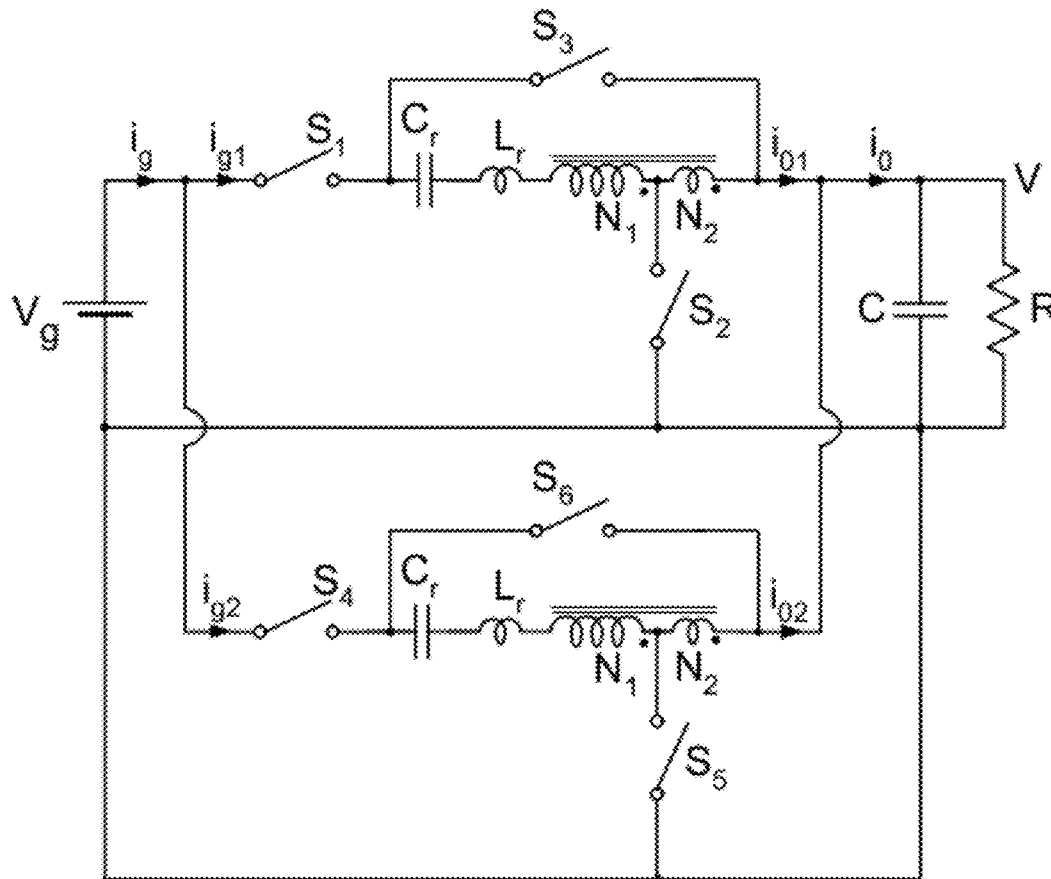 S3
ig ig1 S1 Cr Lr i01 i0 V
N1 N2
Vg S2 C R
S6
ig2 S4 Cr Lr i02
N1 N2
S5